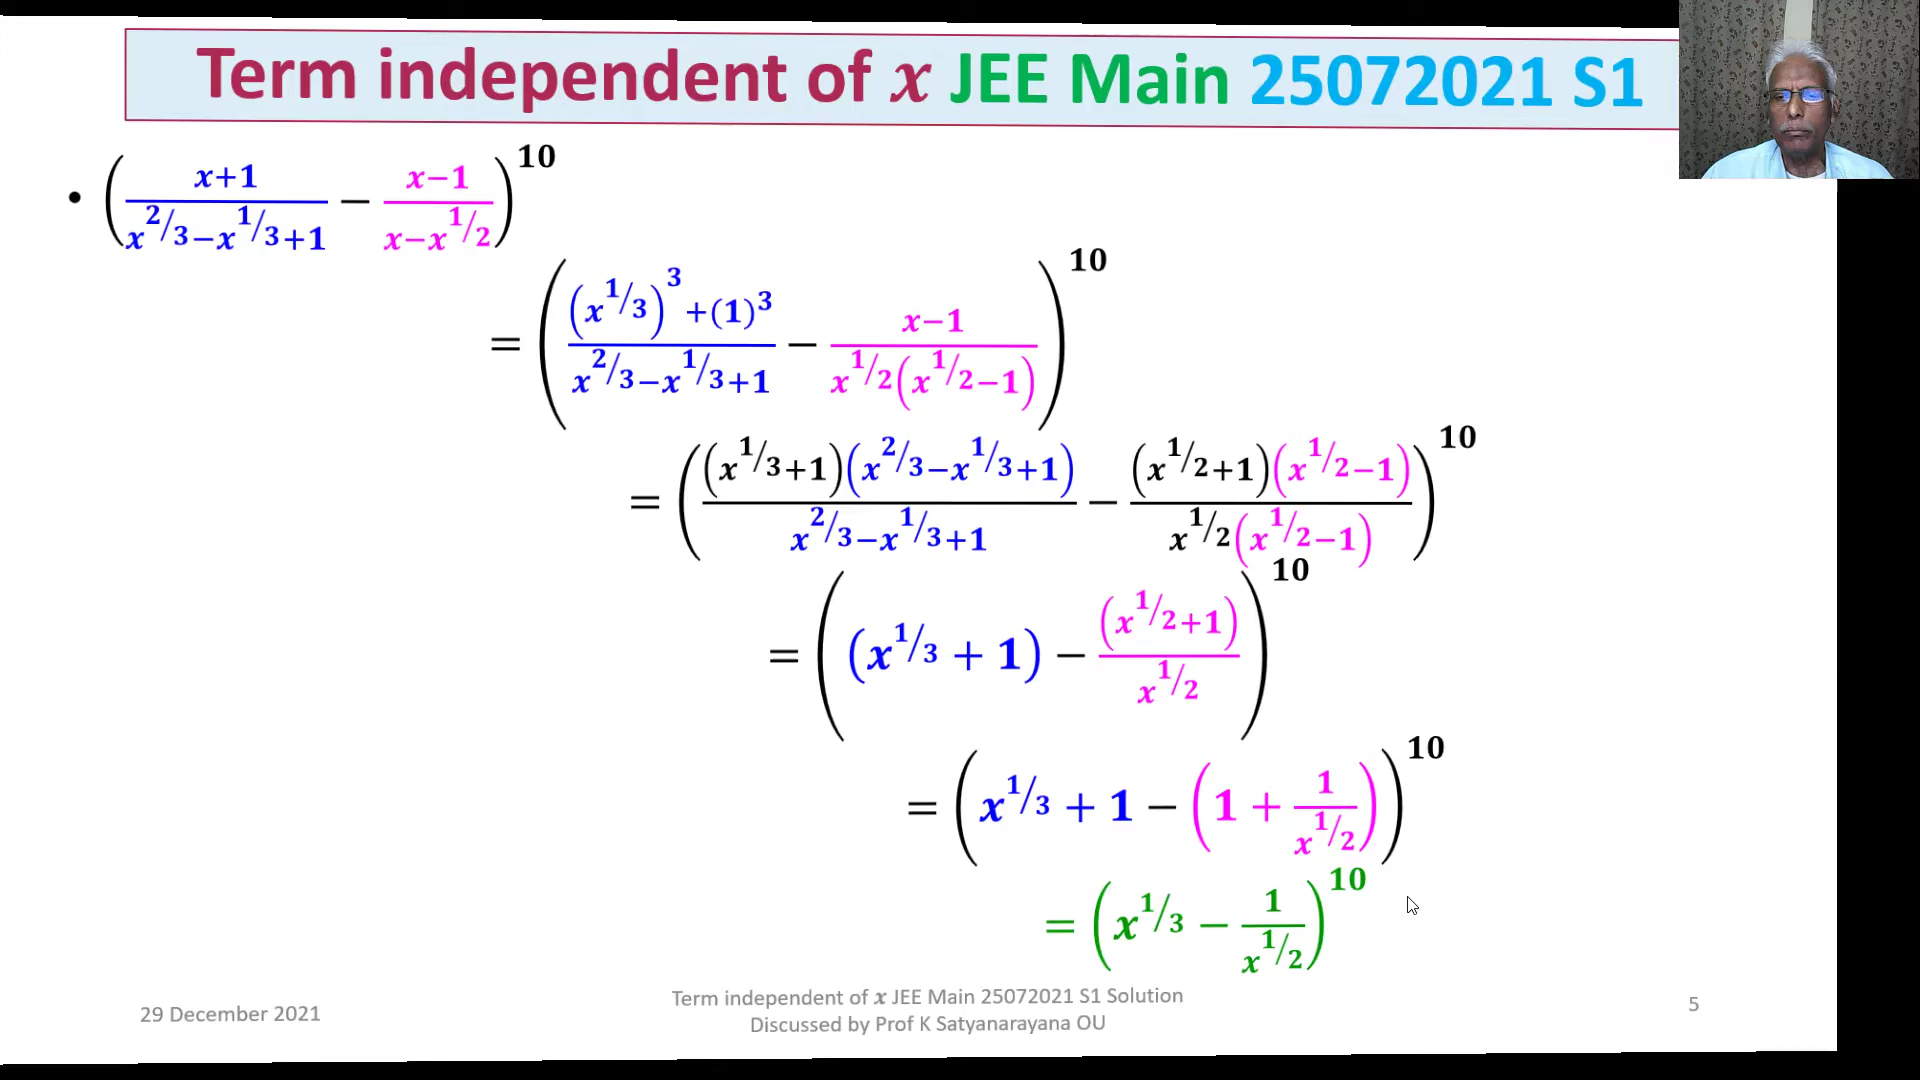 Term independent of x JEE Main 25072021 S1
• ((x+1)/(x^2/3−x^1/3+1) − (x−1)/(x−x^1/2))^10
= (((x^1/3)^3+(1)^3)/(x^2/3−x^1/3+1) − (x−1)/(x^1/2(x^1/2−1)))^10
= (((x^1/3+1)(x^2/3−x^1/3+1))/(x^2/3−x^1/3+1) − ((x^1/2+1)(x^1/2−1))/(x^1/2(x^1/2−1)))^10
= ((x^1/3 + 1) − (x^1/2+1)/(x^1/2))^10
= (x^1/3 + 1 − (1 + 1/(x^1/2)))^10
= (x^1/3 − 1/(x^1/2))^10
29 December 2021
Term independent of x JEE Main 25072021 S1 Solution
Discussed by Prof K Satyanarayana OU
5